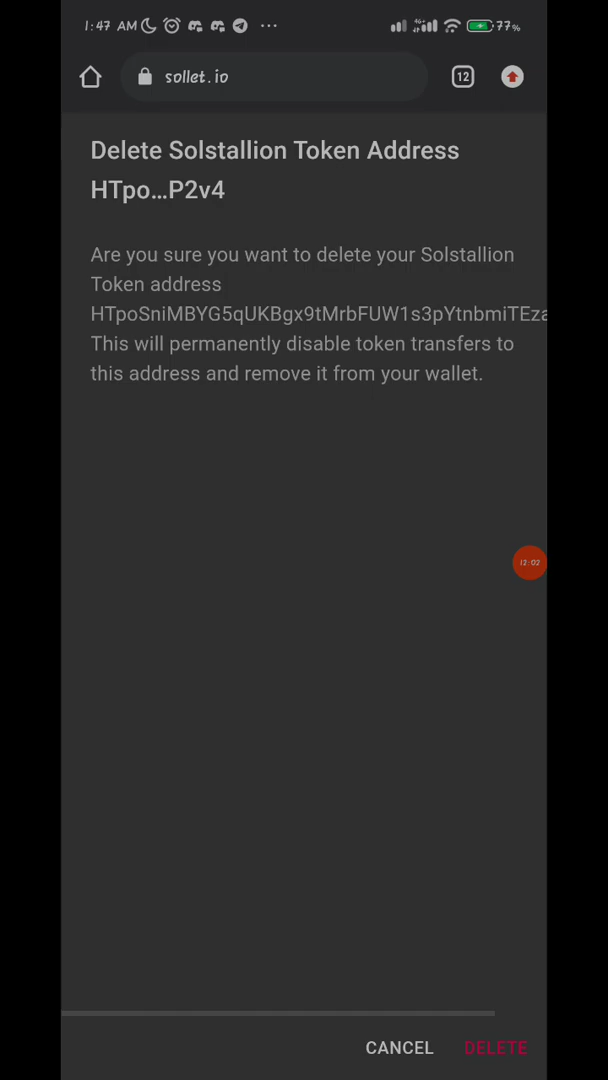 1:47 AM 77%
sollet.io 12
Delete Solstallion Token Address
HTpo...P2v4
Are you sure you want to delete your Solstallion
Token address
HTpoSniMBYG5qUKBgx9tMrbFUW1s3pYtnbmiTEza
This will permanently disable token transfers to
this address and remove it from your wallet.
12:02
CANCEL DELETE